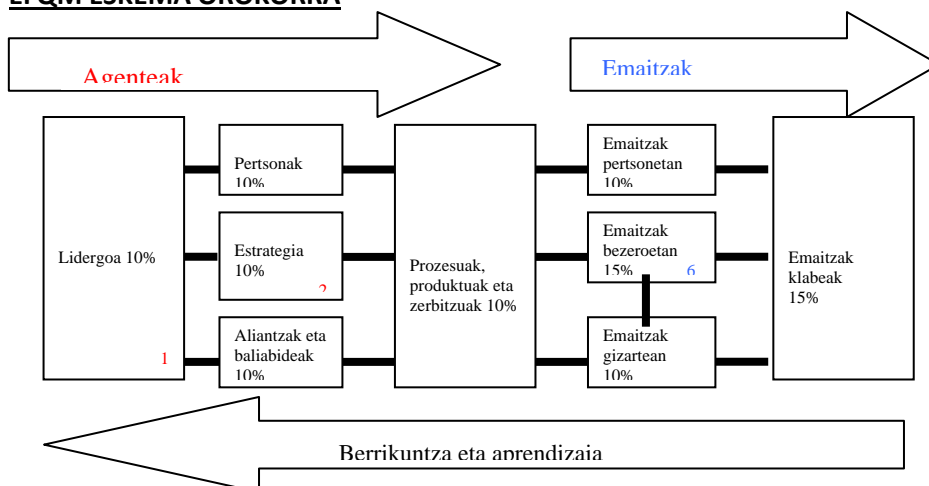 EFQM ESKEMA OROKORRA
Agenteak
Emaitzak
Lidergoa 10%
1
Pertsonak
10%
Estrategia
10%
2
Aliantzak eta
baliabideak
10%
Prozesuak,
produktuak eta
zerbitzuak 10%
Emaitzak
pertsonetan
10%
Emaitzak
bezeroetan
15%
6
Emaitzak
gizartean
10%
Emaitzak
klabeak
15%
Berrikuntza eta aprendizaia